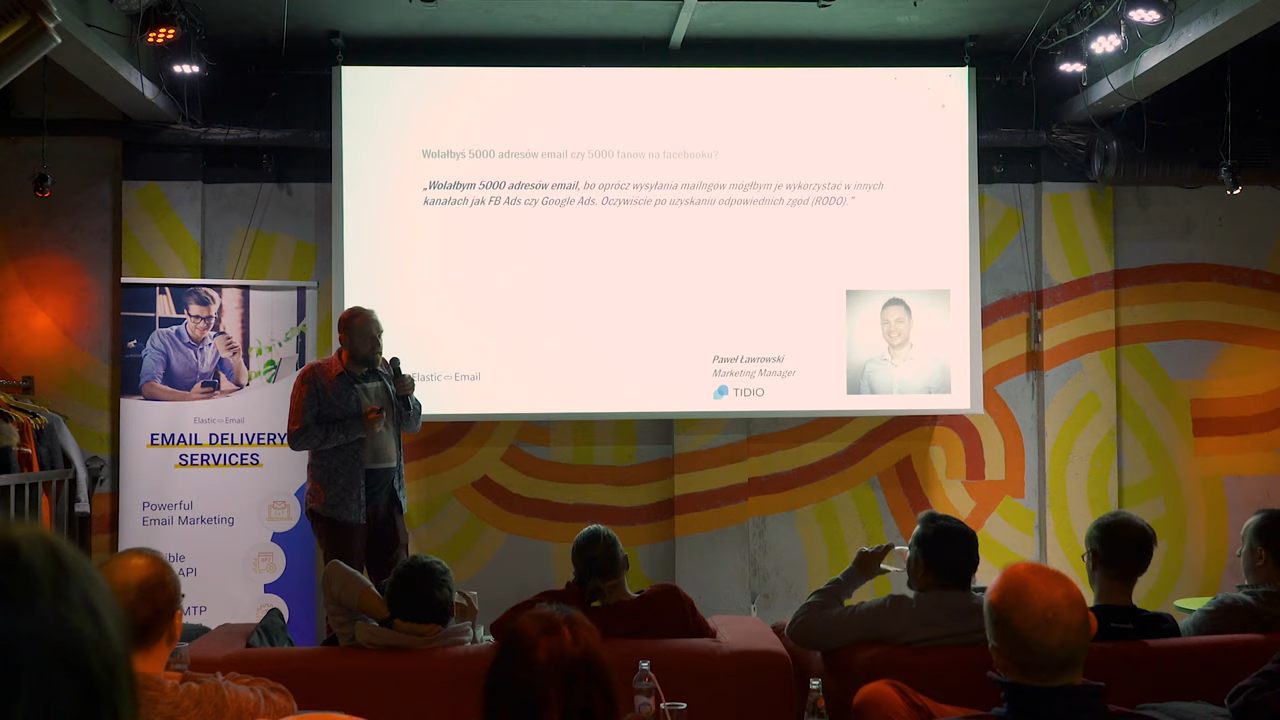 Wolałbyś 5000 adresów email czy 5000 fanów na facebooku?
„Wolałbym 5000 adresów email, bo oprócz wysyłania mailngów mógłbym je wykorzystać w innych
kanałach jak FB Ads czy Google Ads. Oczywiście po uzyskaniu odpowiednich zgód (RODO).”
Paweł Ławrowski
Marketing Manager
TIDIO
Elastic Email
Elastic Email
EMAIL DELIVERY
SERVICES
Powerful
Email Marketing
API